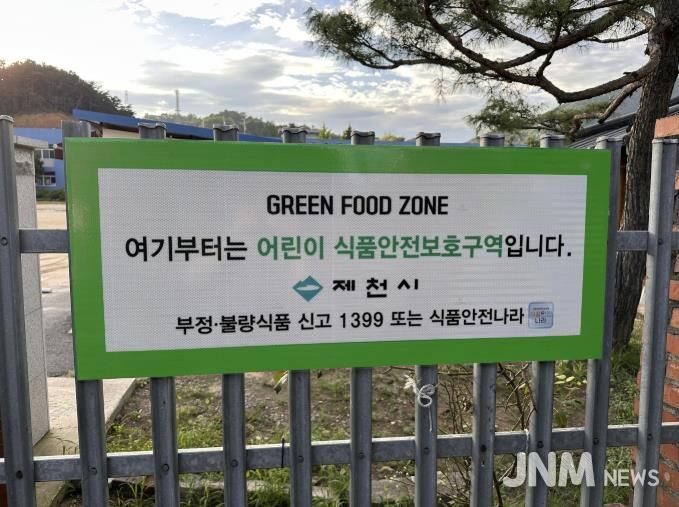 GREEN FOOD ZONE
여기부터는 어린이 식품안전보호구역입니다.
제천시
부정·불량식품 신고 1399 또는 식품안전나라
JNM NEWS